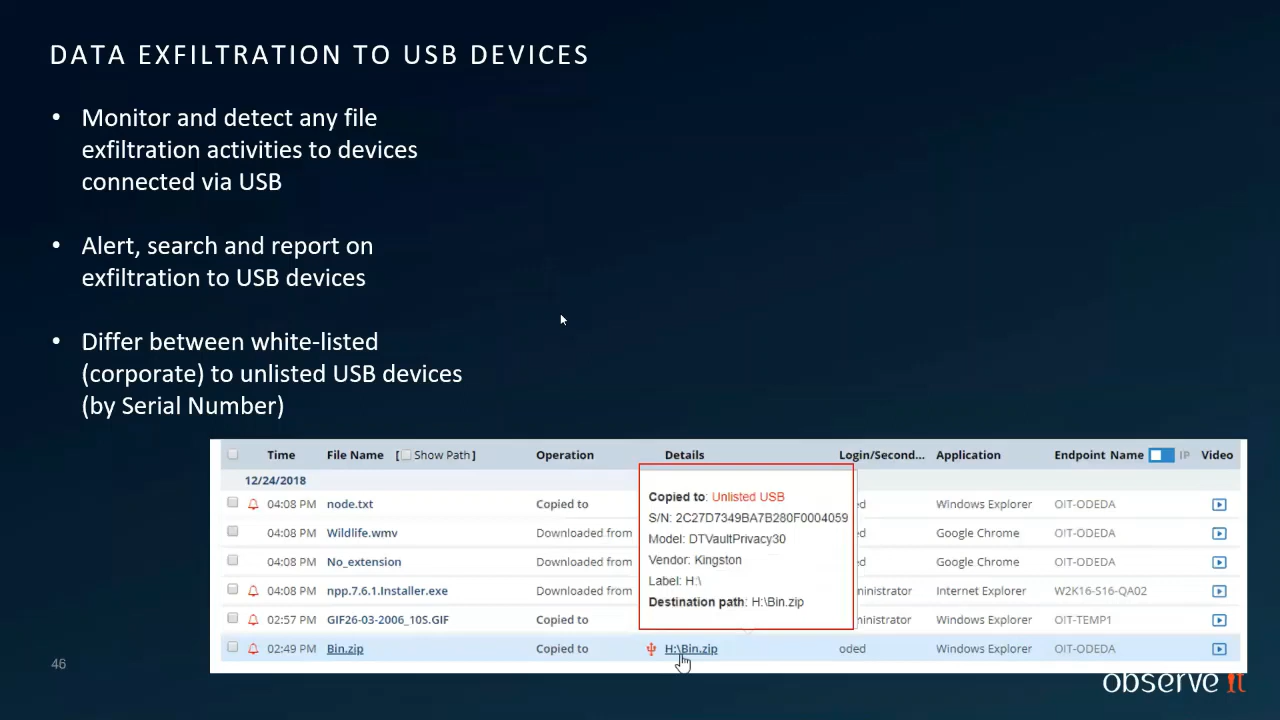 DATA EXFILTRATION TO USB DEVICES
• Monitor and detect any file
exfiltration activities to devices
connected via USB
• Alert, search and report on
exfiltration to USB devices
• Differ between white-listed
(corporate) to unlisted USB devices
(by Serial Number)
Time File Name [ Show Path ] Operation Details Login/Second... Application Endpoint Name IP Video
12/24/2018
04:08 PM node.txt Copied to ed Windows Explorer OIT-ODEDA
04:08 PM Wildlife.wmv Downloaded from ed Google Chrome OIT-ODEDA
04:08 PM No_extension Downloaded from ed Google Chrome OIT-ODEDA
04:08 PM npp.7.6.1.Installer.exe Downloaded from ninistrator Internet Explorer W2K16-S16-QA02
02:57 PM GIF26-03-2006_10S.GIF Copied to ninistrator Windows Explorer OIT-TEMP1
02:49 PM Bin.zip Copied to H:\Bin.zip oded Windows Explorer OIT-ODEDA
Copied to: Unlisted USB
S/N: 2C27D7349BA7B280F0004059
Model: DTVaultPrivacy30
Vendor: Kingston
Label: H:\
Destination path: H:\Bin.zip
46
observe it